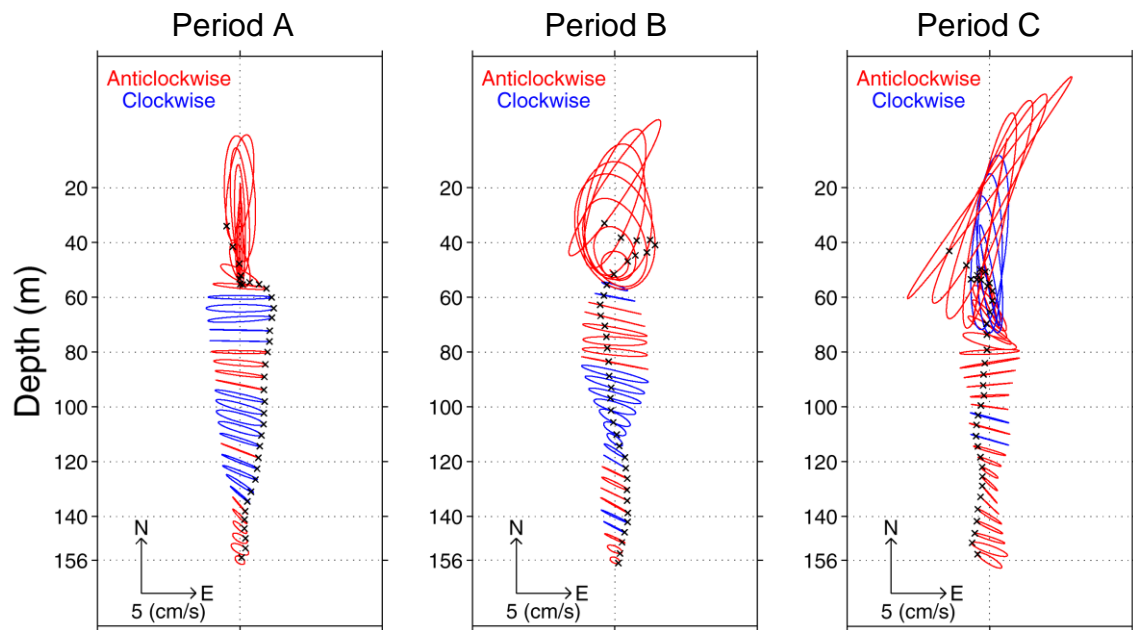 Period A
Period B
Period C
Anticlockwise
Clockwise
Anticlockwise
Clockwise
Anticlockwise
Clockwise
Depth (m)
20
40
60
80
100
120
140
156
20
40
60
80
100
120
140
156
20
40
60
80
100
120
140
156
N
E
5 (cm/s)
N
E
5 (cm/s)
N
E
5 (cm/s)